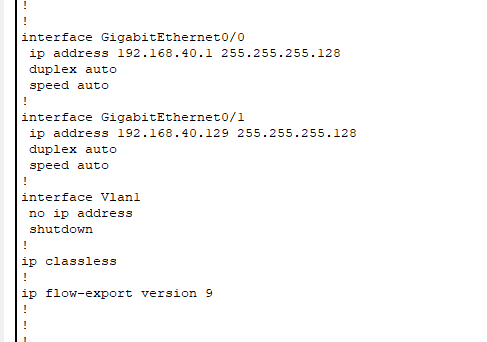 !
!
interface GigabitEthernet0/0
 ip address 192.168.40.1 255.255.255.128
 duplex auto
 speed auto
!
interface GigabitEthernet0/1
 ip address 192.168.40.129 255.255.255.128
 duplex auto
 speed auto
!
interface Vlan1
 no ip address
 shutdown
!
ip classless
!
ip flow-export version 9
!
!
!